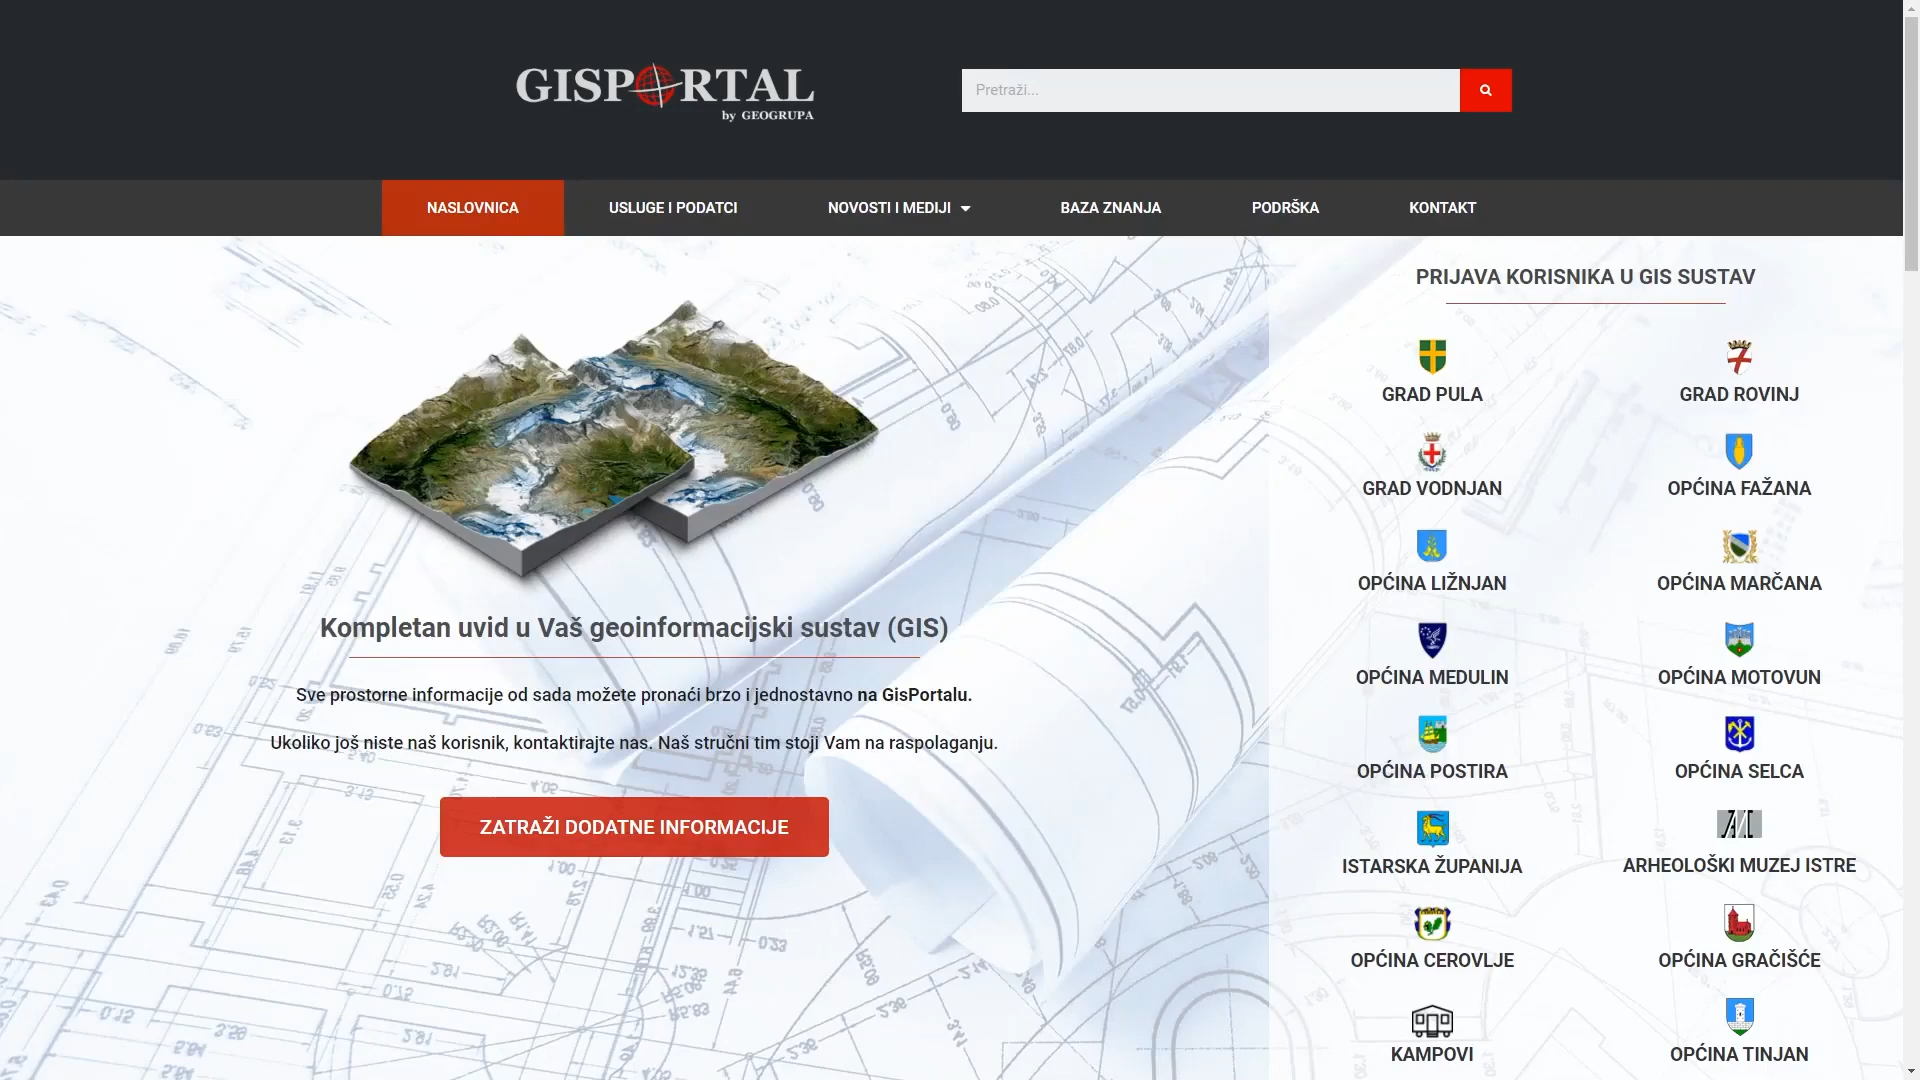 GISPORTAL
by GEOGRUPA
Pretraži...
NASLOVNICA
USLUGE I PODATCI
NOVOSTI I MEDIJI
BAZA ZNANJA
PODRŠKA
KONTAKT
Kompletan uvid u Vaš geoinformacijski sustav (GIS)
Sve prostorne informacije od sada možete pronaći brzo i jednostavno na GisPortalu.
Ukoliko još niste naš korisnik, kontaktirajte nas. Naš stručni tim stoji Vam na raspolaganju.
ZATRAŽI DODATNE INFORMACIJE
PRIJAVA KORISNIKA U GIS SUSTAV
GRAD PULA
GRAD ROVINJ
GRAD VODNJAN
OPĆINA FAŽANA
OPĆINA LIŽNJAN
OPĆINA MARČANA
OPĆINA MEDULIN
OPĆINA MOTOVUN
OPĆINA POSTIRA
OPĆINA SELCA
ISTARSKA ŽUPANIJA
ARHEOLOŠKI MUZEJ ISTRE
OPĆINA CEROVLJE
OPĆINA GRAČIŠĆE
KAMPOVI
OPĆINA TINJAN